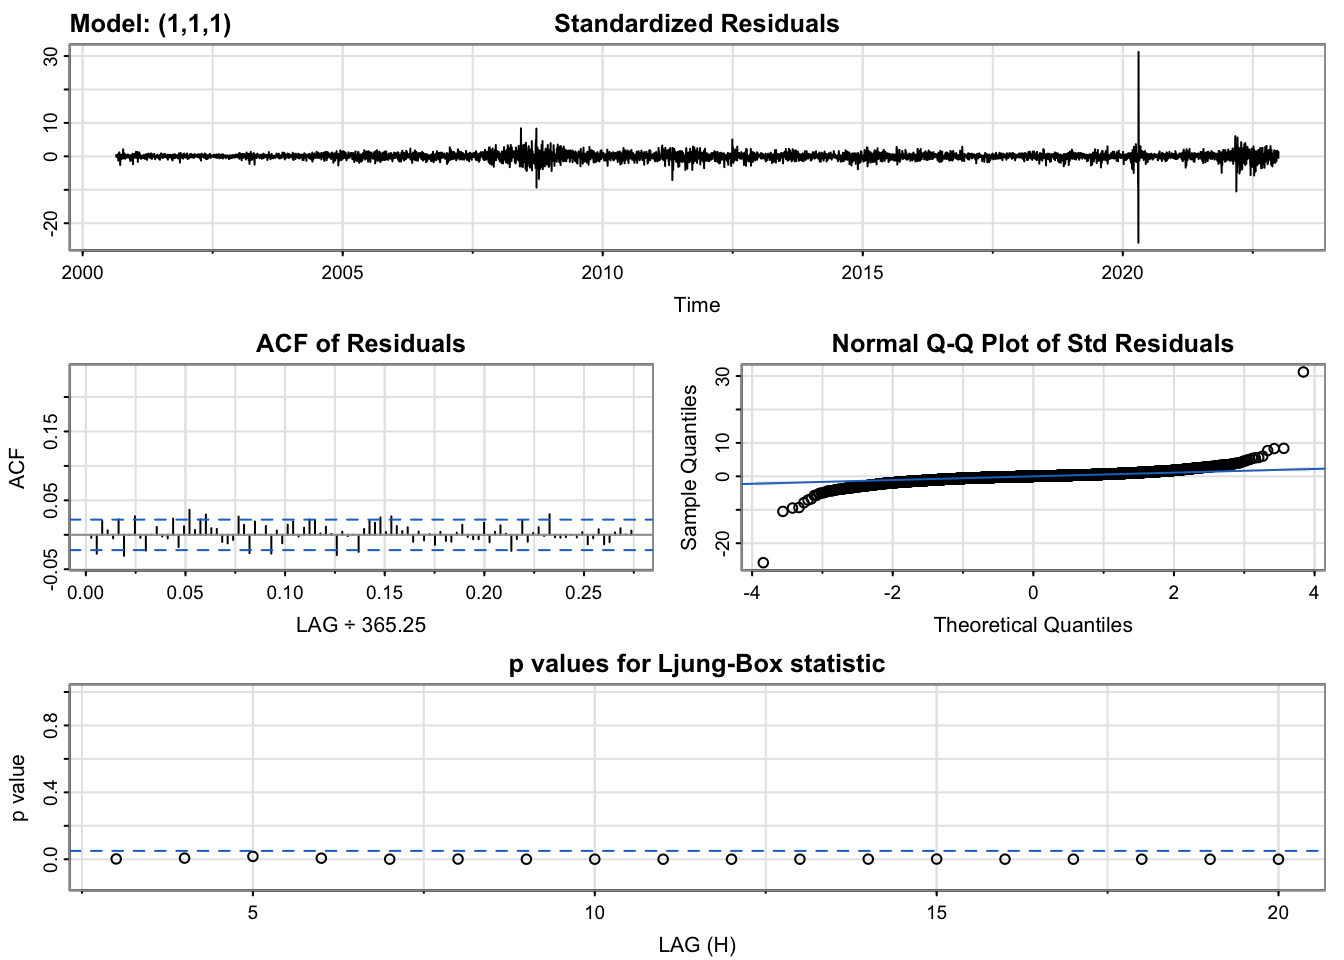 Model: (1,1,1) Standardized Residuals
30
10
0
-20
2000 2005 2010 2015 2020
Time
ACF of Residuals
ACF
0.15
0.05
-0.05
0.00 0.05 0.10 0.15 0.20 0.25
LAG ÷ 365.25
Normal Q-Q Plot of Std Residuals
Sample Quantiles
30
10
0
-20
-4 -2 0 2 4
Theoretical Quantiles
p values for Ljung-Box statistic
p value
0.8
0.4
0.0
5 10 15 20
LAG (H)